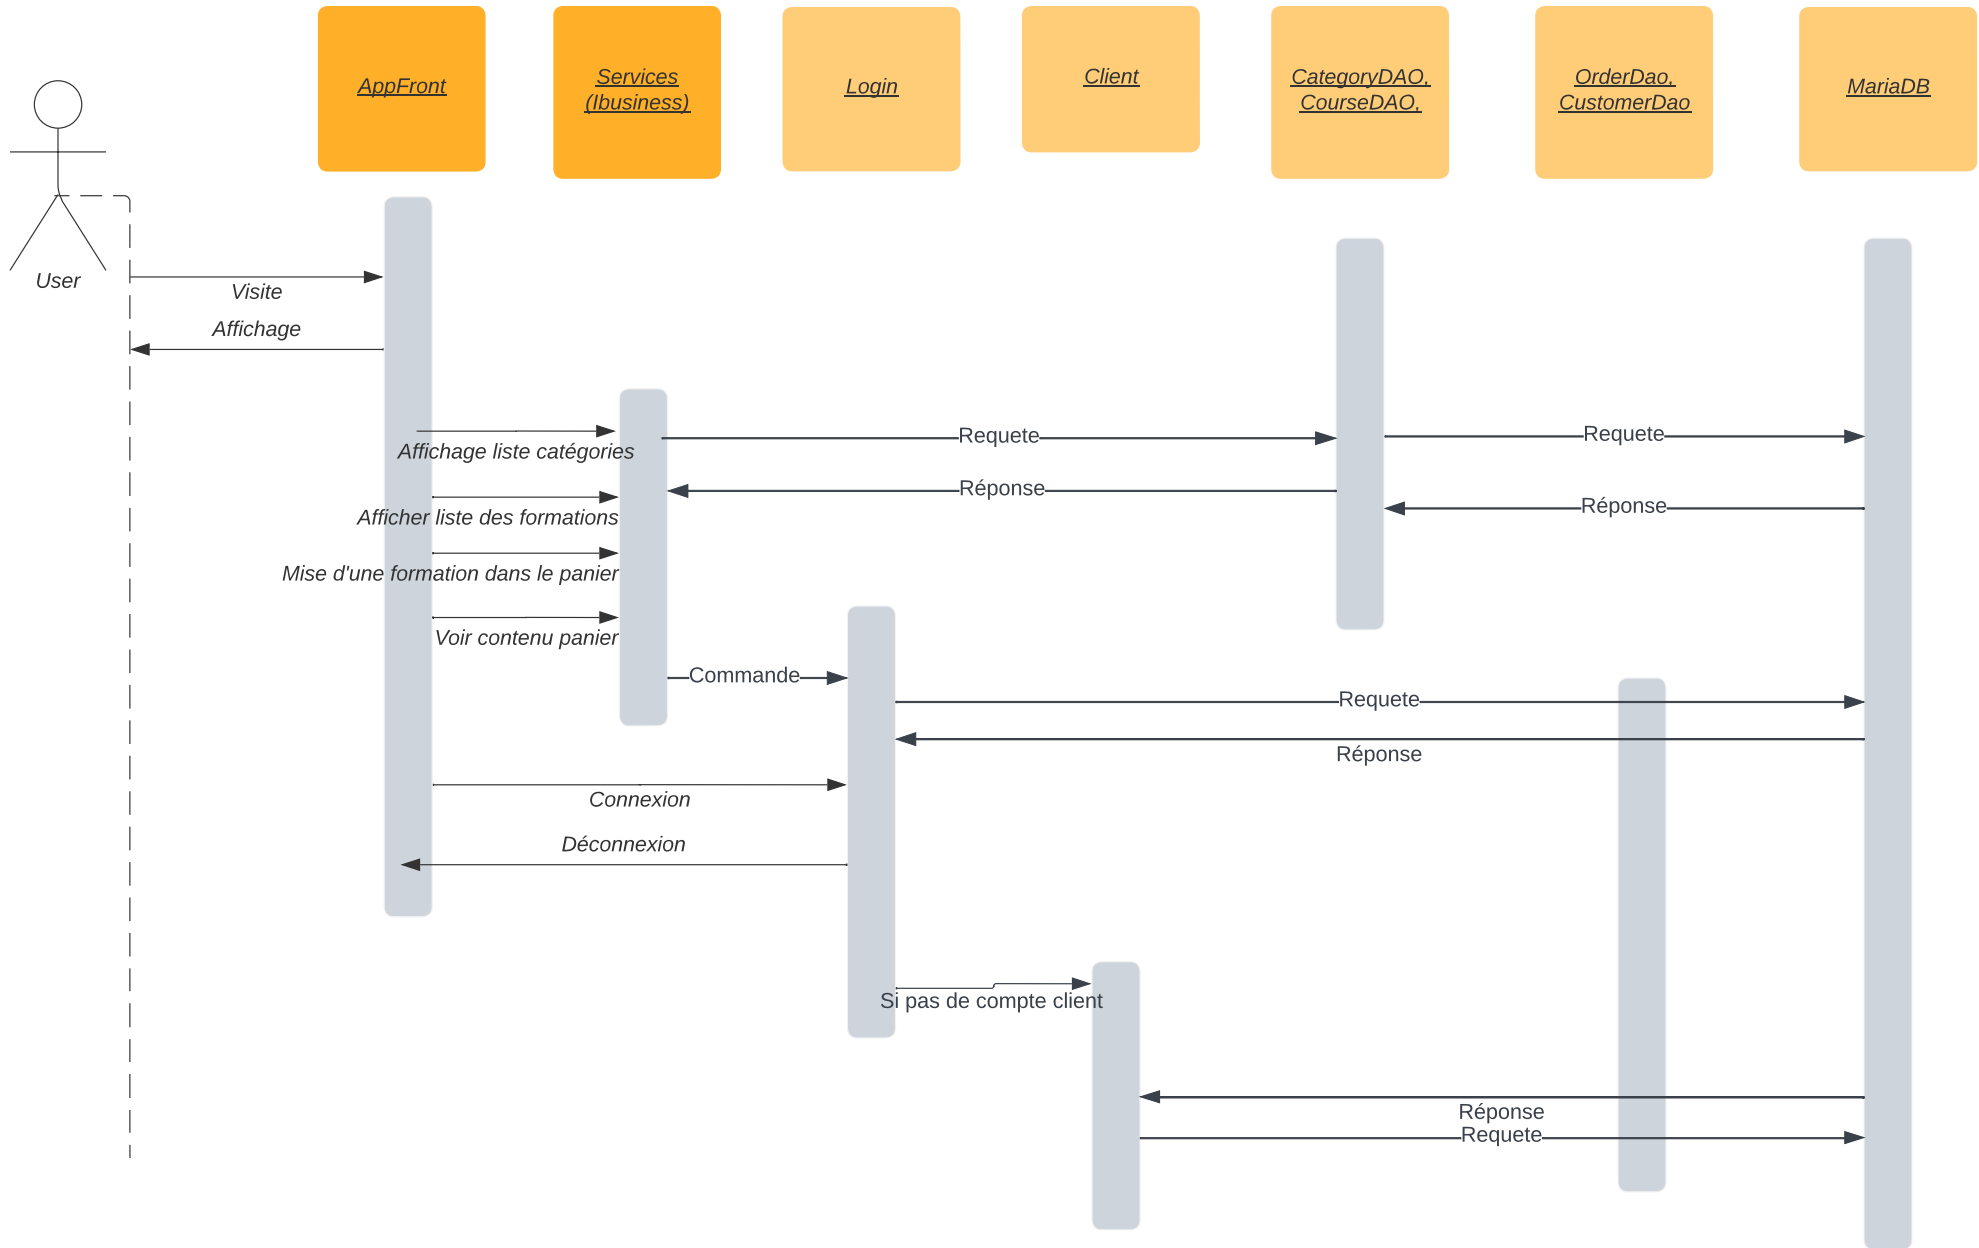 AppFront
Services
(Ibusiness)
Login
Client
CategoryDAO,
CourseDAO,
OrderDao,
CustomerDao
MariaDB
User
Visite
Affichage
Affichage liste catégories
Requete
Requete
Réponse
Réponse
Afficher liste des formations
Mise d'une formation dans le panier
Voir contenu panier
Commande
Requete
Réponse
Connexion
Déconnexion
Si pas de compte client
Réponse
Requete